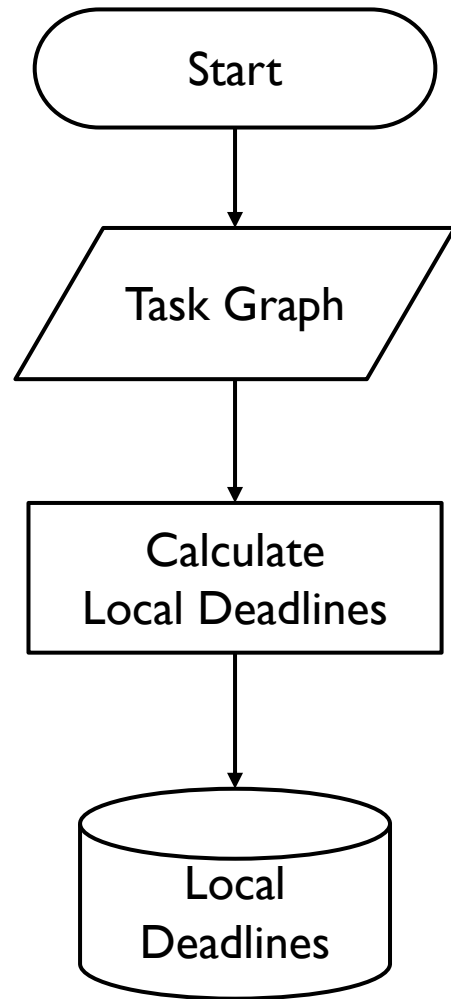 Start
Task Graph
Calculate
Local Deadlines
Local
Deadlines